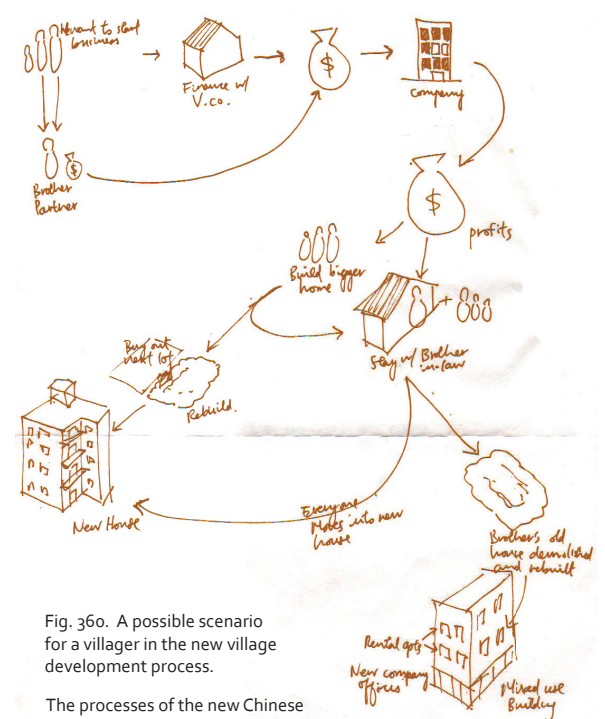 want to start
business
Finance w/
V.co.
$
company
Brother
Partner
$
$
profits
Build bigger
home
+
Stay w/ Brother
in-law
Buy out
next lot
Rebuild.
New House
Everyone
Moves into new
house
Brother's old
house demolished
and rebuilt
Rental apts
New company
offices
Mixed use
Building
Fig. 360. A possible scenario
for a villager in the new village
development process.
The processes of the new Chinese